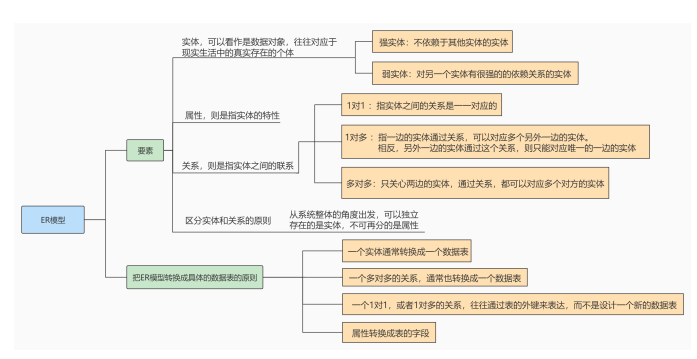 实体，可以看作是数据对象，往往对应于
现实生活中的真实存在的个体
强实体：不依赖于其他实体的实体
弱实体：对另一个实体有很强的的依赖关系的实体
属性，则是指实体的特性
1对1 ：指实体之间的关系是一一对应的
要素
1对多 ：指一边的实体通过关系，可以对应多个另外一边的实体。
相反，另外一边的实体通过这个关系，则只能对应唯一的一边的实体
关系，则是指实体之间的联系
多对多：只关心两边的实体，通过关系，都可以对应多个对方的实体
ER模型
区分实体和关系的原则
从系统整体的角度出发，可以独立
存在的是实体，不可再分的是属性
一个实体通常转换成一个数据表
把ER模型转换成具体的数据表的原则
一个多对多的关系，通常也转换成一个数据表
一个1对1，或者1对多的关系，往往通过表的外键来表达，而不是设计一个新的数据表
属性转换成表的字段